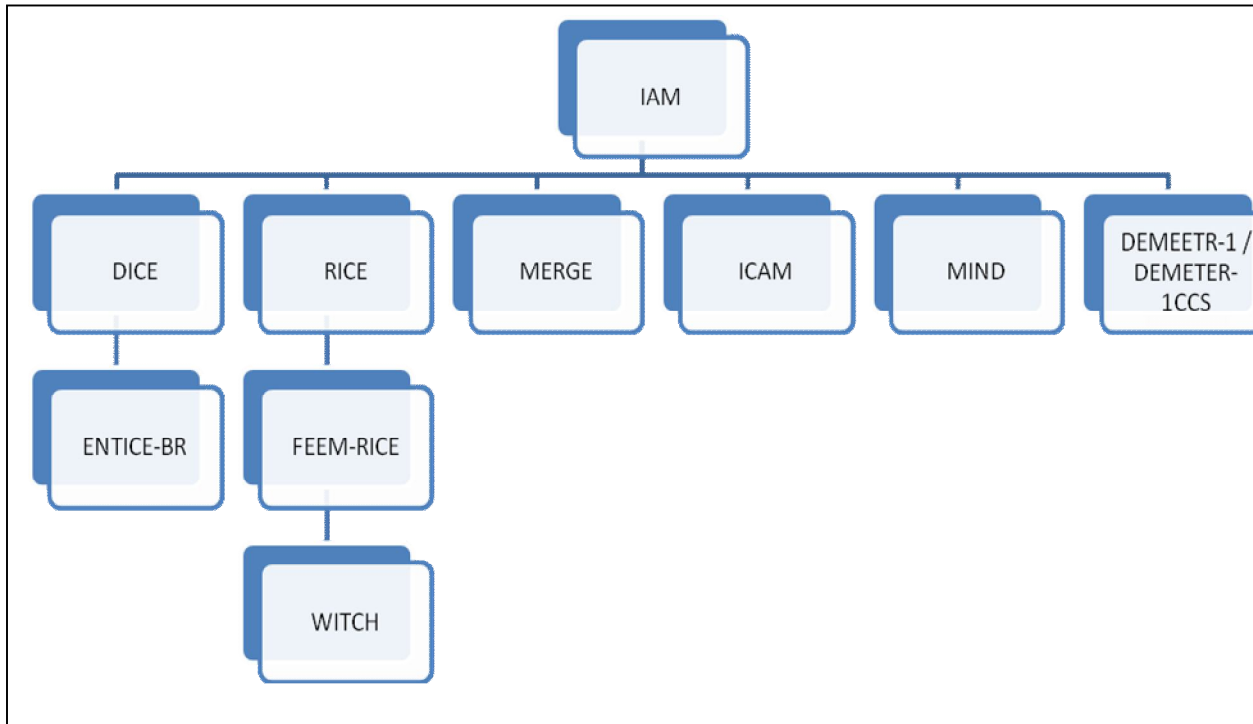 IAM
DICE
RICE
MERGE
ICAM
MIND
DEMEETR-1 /
DEMETER-
1CCS
ENTICE-BR
FEEM-RICE
WITCH